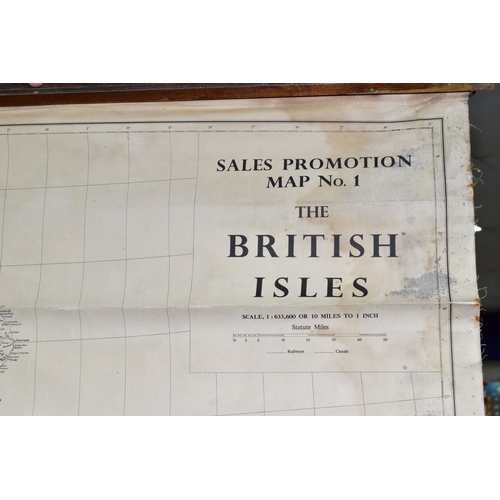 SALES PROMOTION
MAP No. 1
THE
BRITISH
ISLES
SCALE, 1 : 633,600 OR 10 MILES TO 1 INCH
Statute Miles
Railways Canals